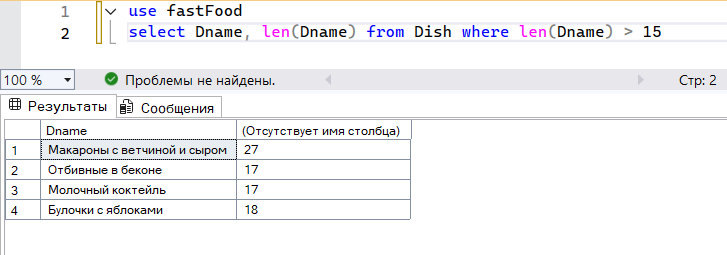 1 use fastFood
2 select Dname, len(Dname) from Dish where len(Dname) > 15
100 % Проблемы не найдены. Стр: 2
Результаты Сообщения
Dname (Отсутствует имя столбца)
1 Макароны с ветчиной и сыром 27
2 Отбивные в беконе 17
3 Молочный коктейль 17
4 Булочки с яблоками 18